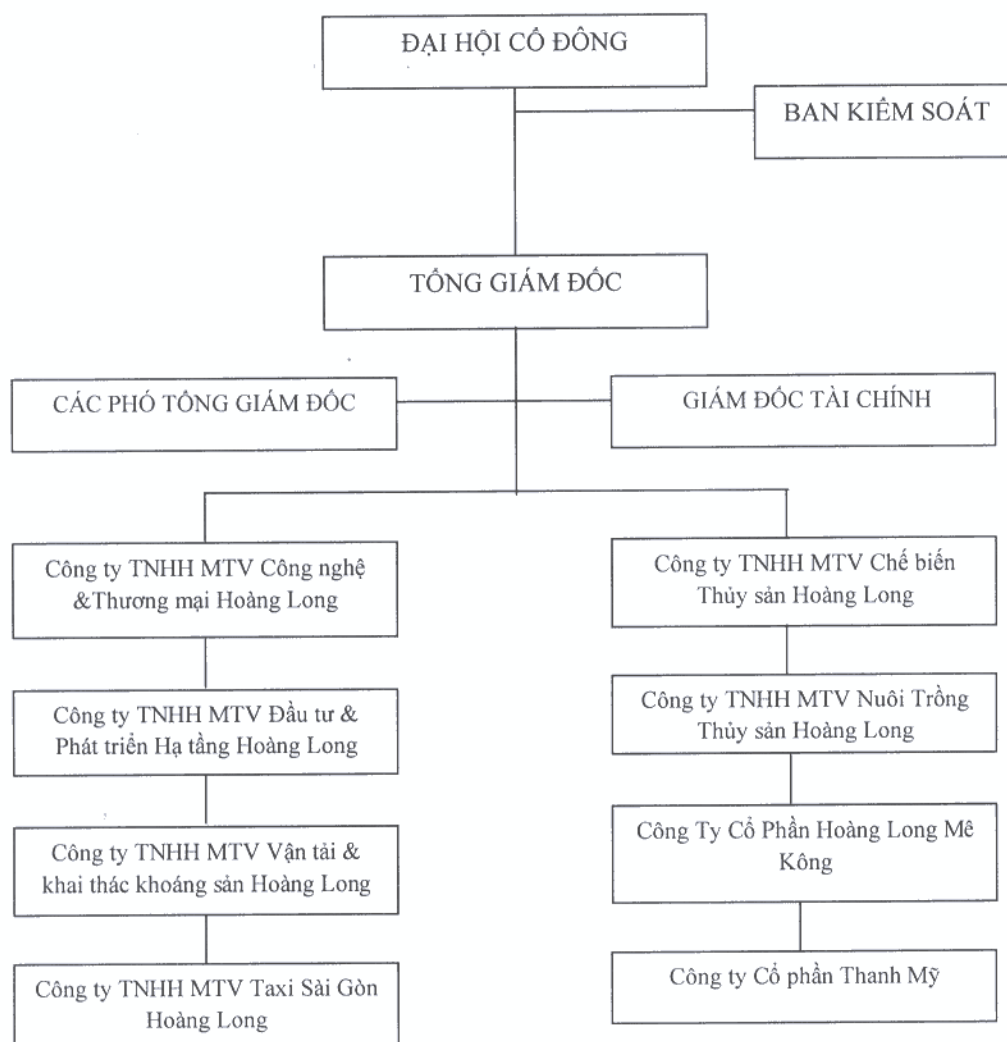 ĐẠI HỘI CỔ ĐÔNG
BAN KIỂM SOÁT
TỔNG GIÁM ĐỐC
CÁC PHÓ TỔNG GIÁM ĐỐC
GIÁM ĐỐC TÀI CHÍNH
Công ty TNHH MTV Công nghệ
&Thương mại Hoàng Long
Công ty TNHH MTV Chế biến
Thủy sản Hoàng Long
Công ty TNHH MTV Đầu tư &
Phát triển Hạ tầng Hoàng Long
Công ty TNHH MTV Nuôi Trồng
Thủy sản Hoàng Long
Công ty TNHH MTV Vận tải &
khai thác khoáng sản Hoàng Long
Công Ty Cổ Phần Hoàng Long Mê
Kông
Công ty TNHH MTV Taxi Sài Gòn
Hoàng Long
Công ty Cổ phần Thanh Mỹ